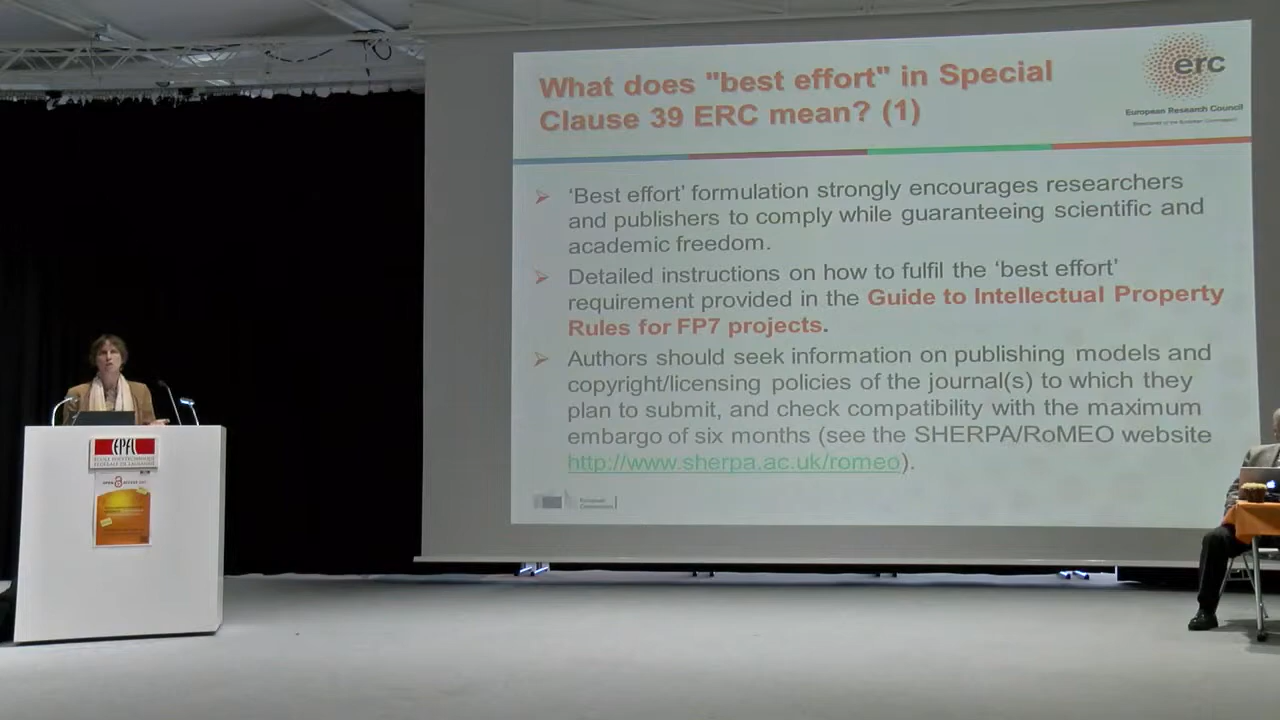 What does "best effort" in Special
Clause 39 ERC mean? (1)
erc
European Research Council
‘Best effort’ formulation strongly encourages researchers
and publishers to comply while guaranteeing scientific and
academic freedom.
Detailed instructions on how to fulfil the ‘best effort’
requirement provided in the Guide to Intellectual Property
Rules for FP7 projects.
Authors should seek information on publishing models and
copyright/licensing policies of the journal(s) to which they
plan to submit, and check compatibility with the maximum
embargo of six months (see the SHERPA/RoMEO website
http://www.sherpa.ac.uk/romeo).
European
Commission
EPFL
ÉCOLE POLYTECHNIQUE
FÉDÉRALE DE LAUSANNE
OPEN ACCESS